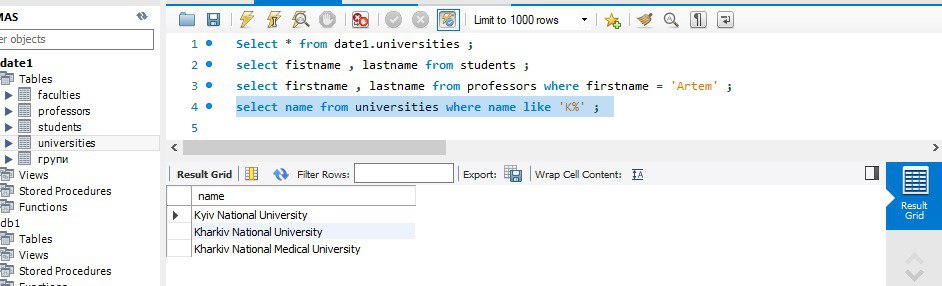 MAS
er objects
date1
Tables
faculties
professors
students
universities
групи
Views
Stored Procedures
Functions
db1
Tables
Views
Stored Procedures
Functions
Limit to 1000 rows
1 Select * from date1.universities ;
2 select fistname , lastname from students ;
3 select firstname , lastname from professors where firstname = 'Artem' ;
4 select name from universities where name like 'K%' ;
5
Result Grid Filter Rows: Export: Wrap Cell Content:
name
Kyiv National University
Kharkiv National University
Kharkiv National Medical University
Result
Grid